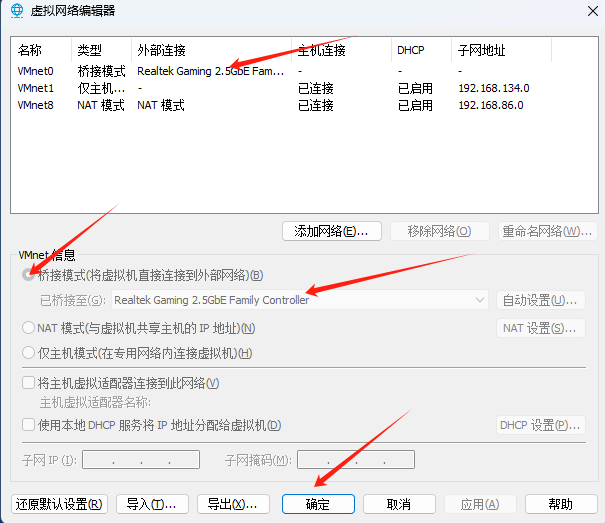 虚拟网络编辑器
名称 类型 外部连接 主机连接 DHCP 子网地址
VMnet0 桥接模式 Realtek Gaming 2.5GbE Fam... - - -
VMnet1 仅主机... - 已连接 已启用 192.168.134.0
VMnet8 NAT 模式 NAT 模式 已连接 已启用 192.168.86.0
添加网络(E)... 移除网络(O) 重命名网络(W)...
VMnet 信息
桥接模式(将虚拟机直接连接到外部网络)(B)
已桥接至(G): Realtek Gaming 2.5GbE Family Controller 自动设置(U)...
NAT 模式(与虚拟机共享主机的 IP 地址)(N) NAT 设置(S)...
仅主机模式(在专用网络内连接虚拟机)(H)
将主机虚拟适配器连接到此网络(V)
主机虚拟适配器名称:
使用本地 DHCP 服务将 IP 地址分配给虚拟机(D) DHCP 设置(P)...
子网 IP (I): . . . 子网掩码(M): . . .
还原默认设置(R) 导入(T)... 导出(X)... 确定 取消 应用(A) 帮助